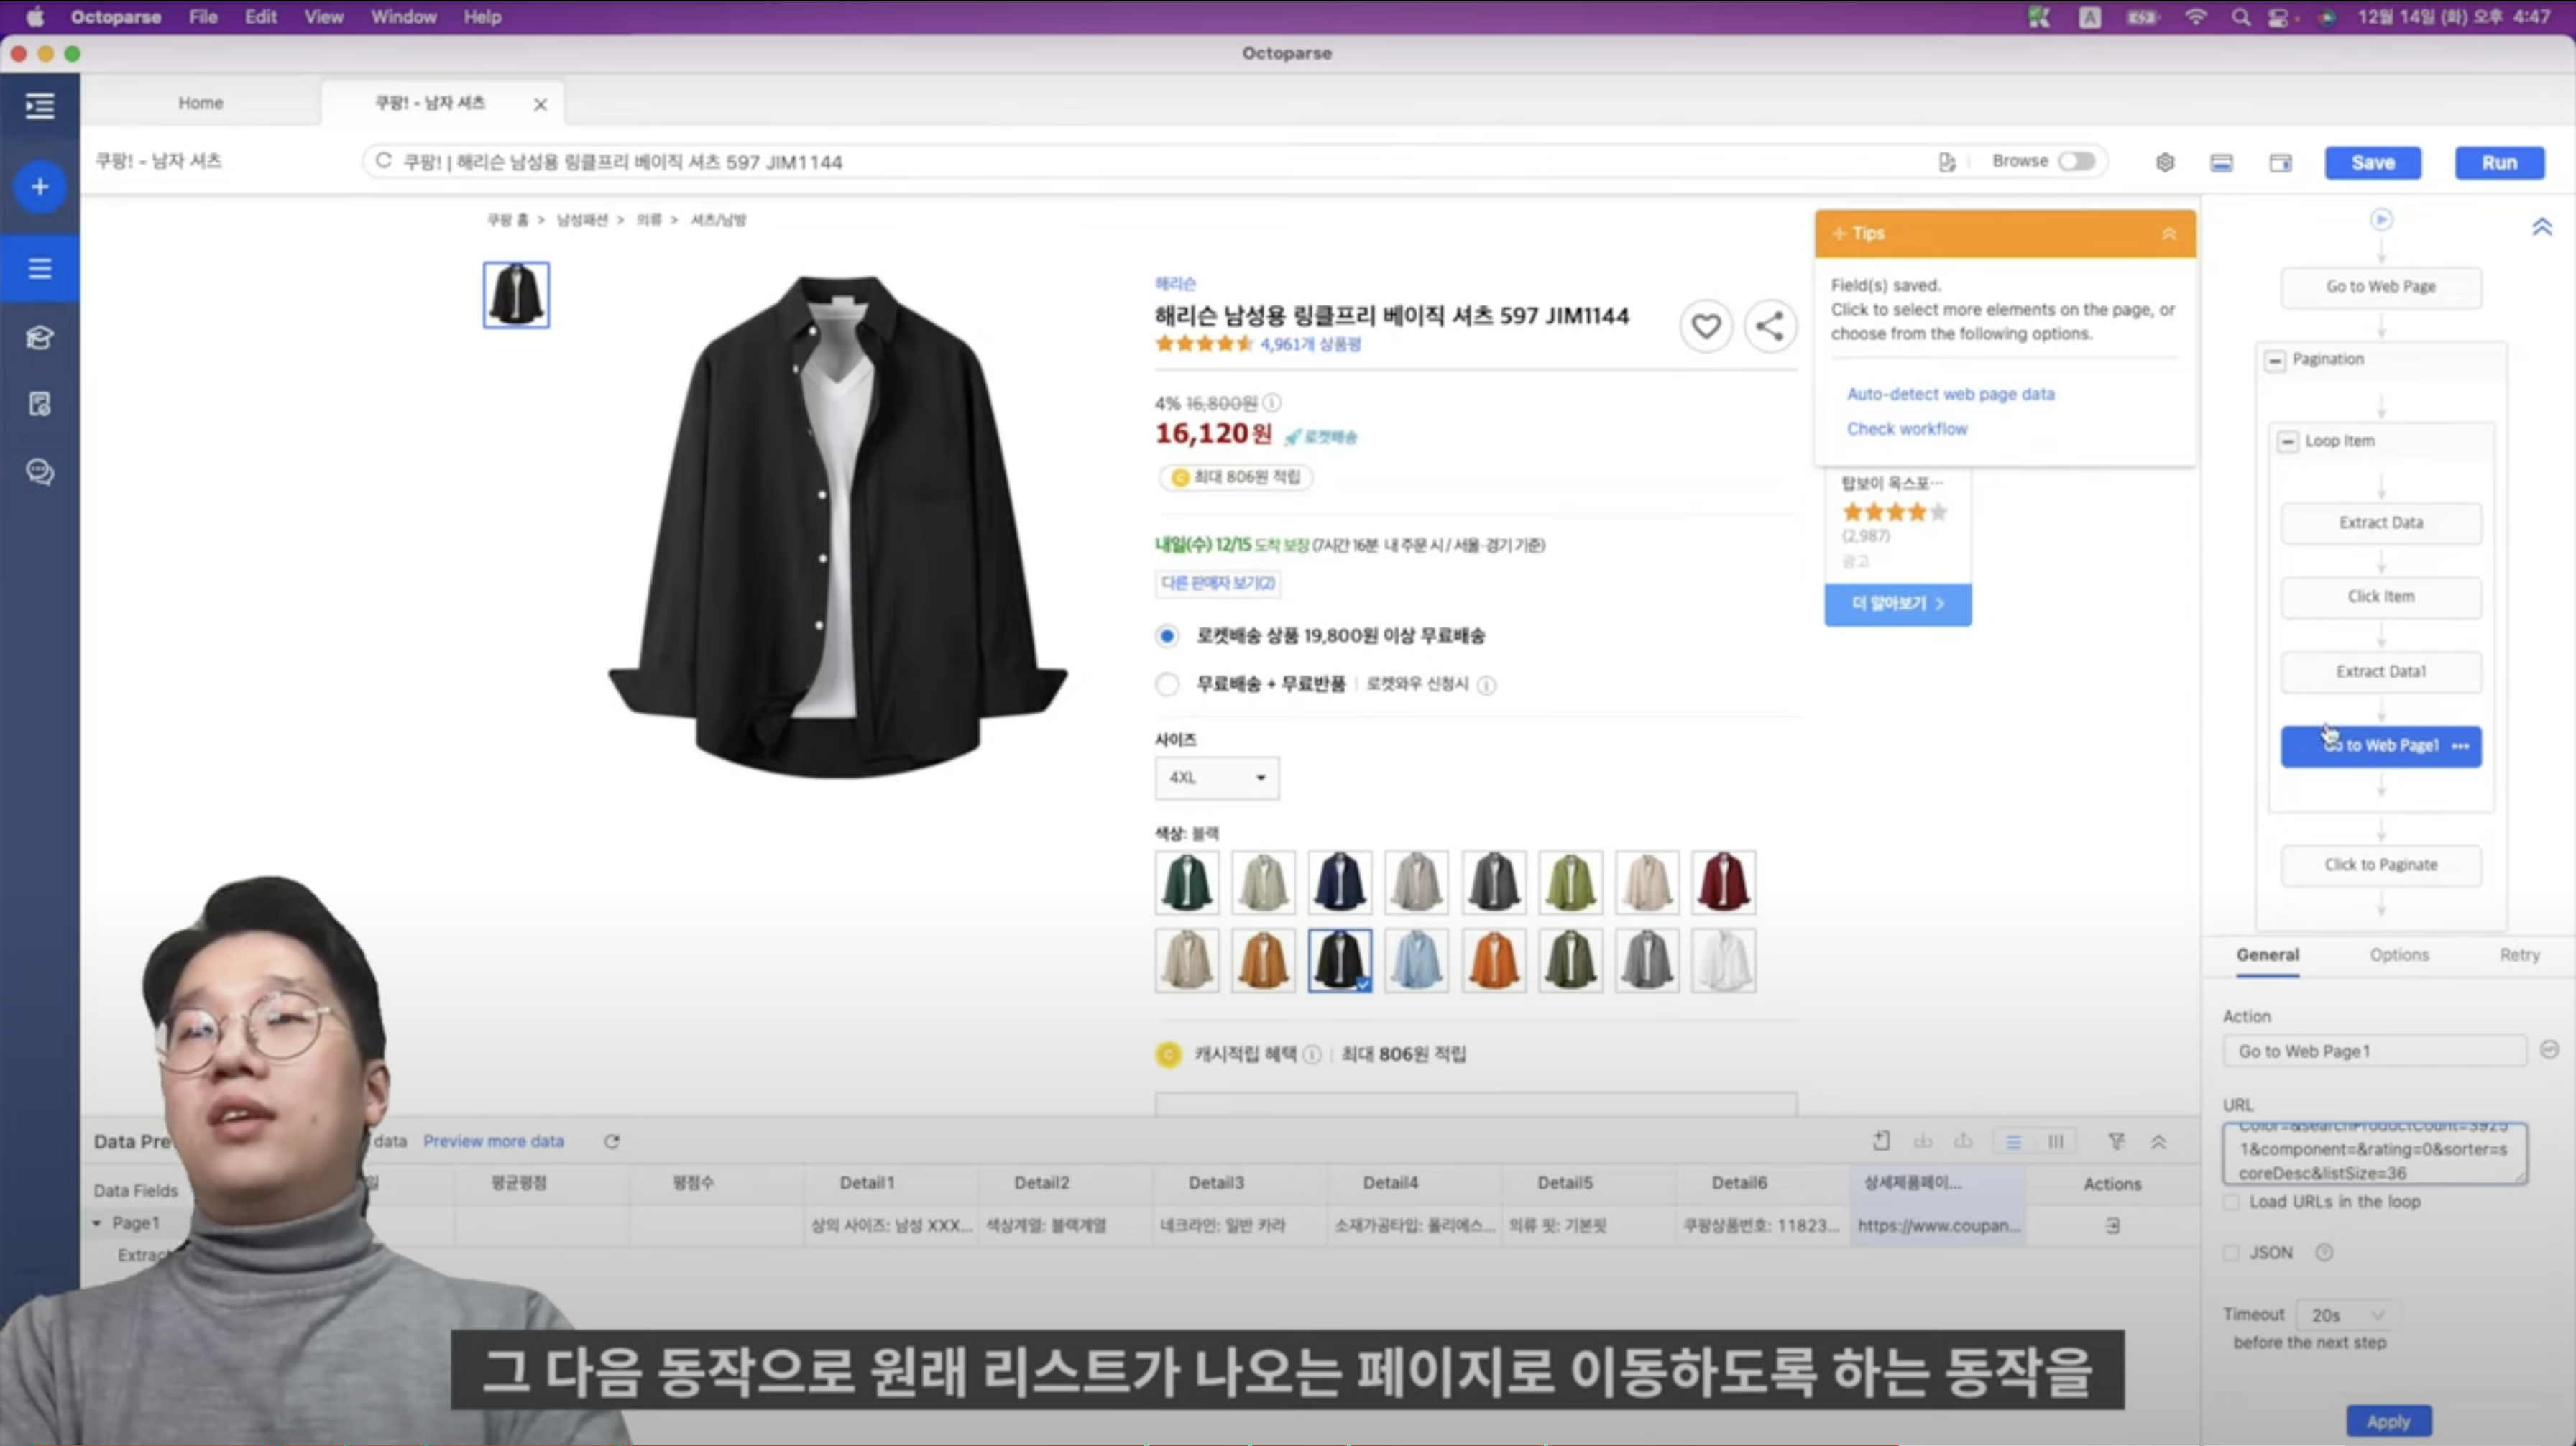 Octoparse File Edit View Window Help
A
12월 14일 (화) 오후 4:47
Octoparse
Home
쿠팡! - 남자 셔츠
쿠팡! - 남자 셔츠
쿠팡! | 해리슨 남성용 링클프리 베이직 셔츠 597 JIM1144
Browse
Save
Run
쿠팡 홈 > 남성패션 > 의류 > 셔츠/남방
해리슨
해리슨 남성용 링클프리 베이직 셔츠 597 JIM1144
4,961개 상품평
4% 16,800원
16,120원 로켓배송
최대 806원 적립
내일(수) 12/15 도착 보장 (7시간 16분 내 주문 시 / 서울·경기 기준)
다른 판매자 보기(2)
로켓배송 상품 19,800원 이상 무료배송
무료배송 + 무료반품 | 로켓와우 신청시
사이즈
4XL
색상: 블랙
캐시적립 혜택 | 최대 806원 적립
+ Tips
Field(s) saved.
Click to select more elements on the page, or
choose from the following options.
Auto-detect web page data
Check workflow
탑보이 옥스포...
(2,987)
광고
더 알아보기 >
Go to Web Page
Pagination
Loop Item
Extract Data
Click Item
Extract Data1
Go to Web Page1
Click to Paginate
General Options Retry
Action
Go to Web Page1
URL
Color=&searchProductCount=3925
1&component=&rating=0&sorter=s
coreDesc&listSize=36
Load URLs in the loop
JSON
Timeout 20s
before the next step
Apply
Data Pre
data
Preview more data
Data Fields
일
평균평점
평점수
Detail1
Detail2
Detail3
Detail4
Detail5
Detail6
상세제품페이...
Actions
Page1
상의 사이즈: 남성 XXX...
색상계열: 블랙계열
네크라인: 일반 카라
소재가공타입: 폴리에스...
의류 핏: 기본핏
쿠팡상품번호: 11823...
https://www.coupan...
Extrac
그 다음 동작으로 원래 리스트가 나오는 페이지로 이동하도록 하는 동작을